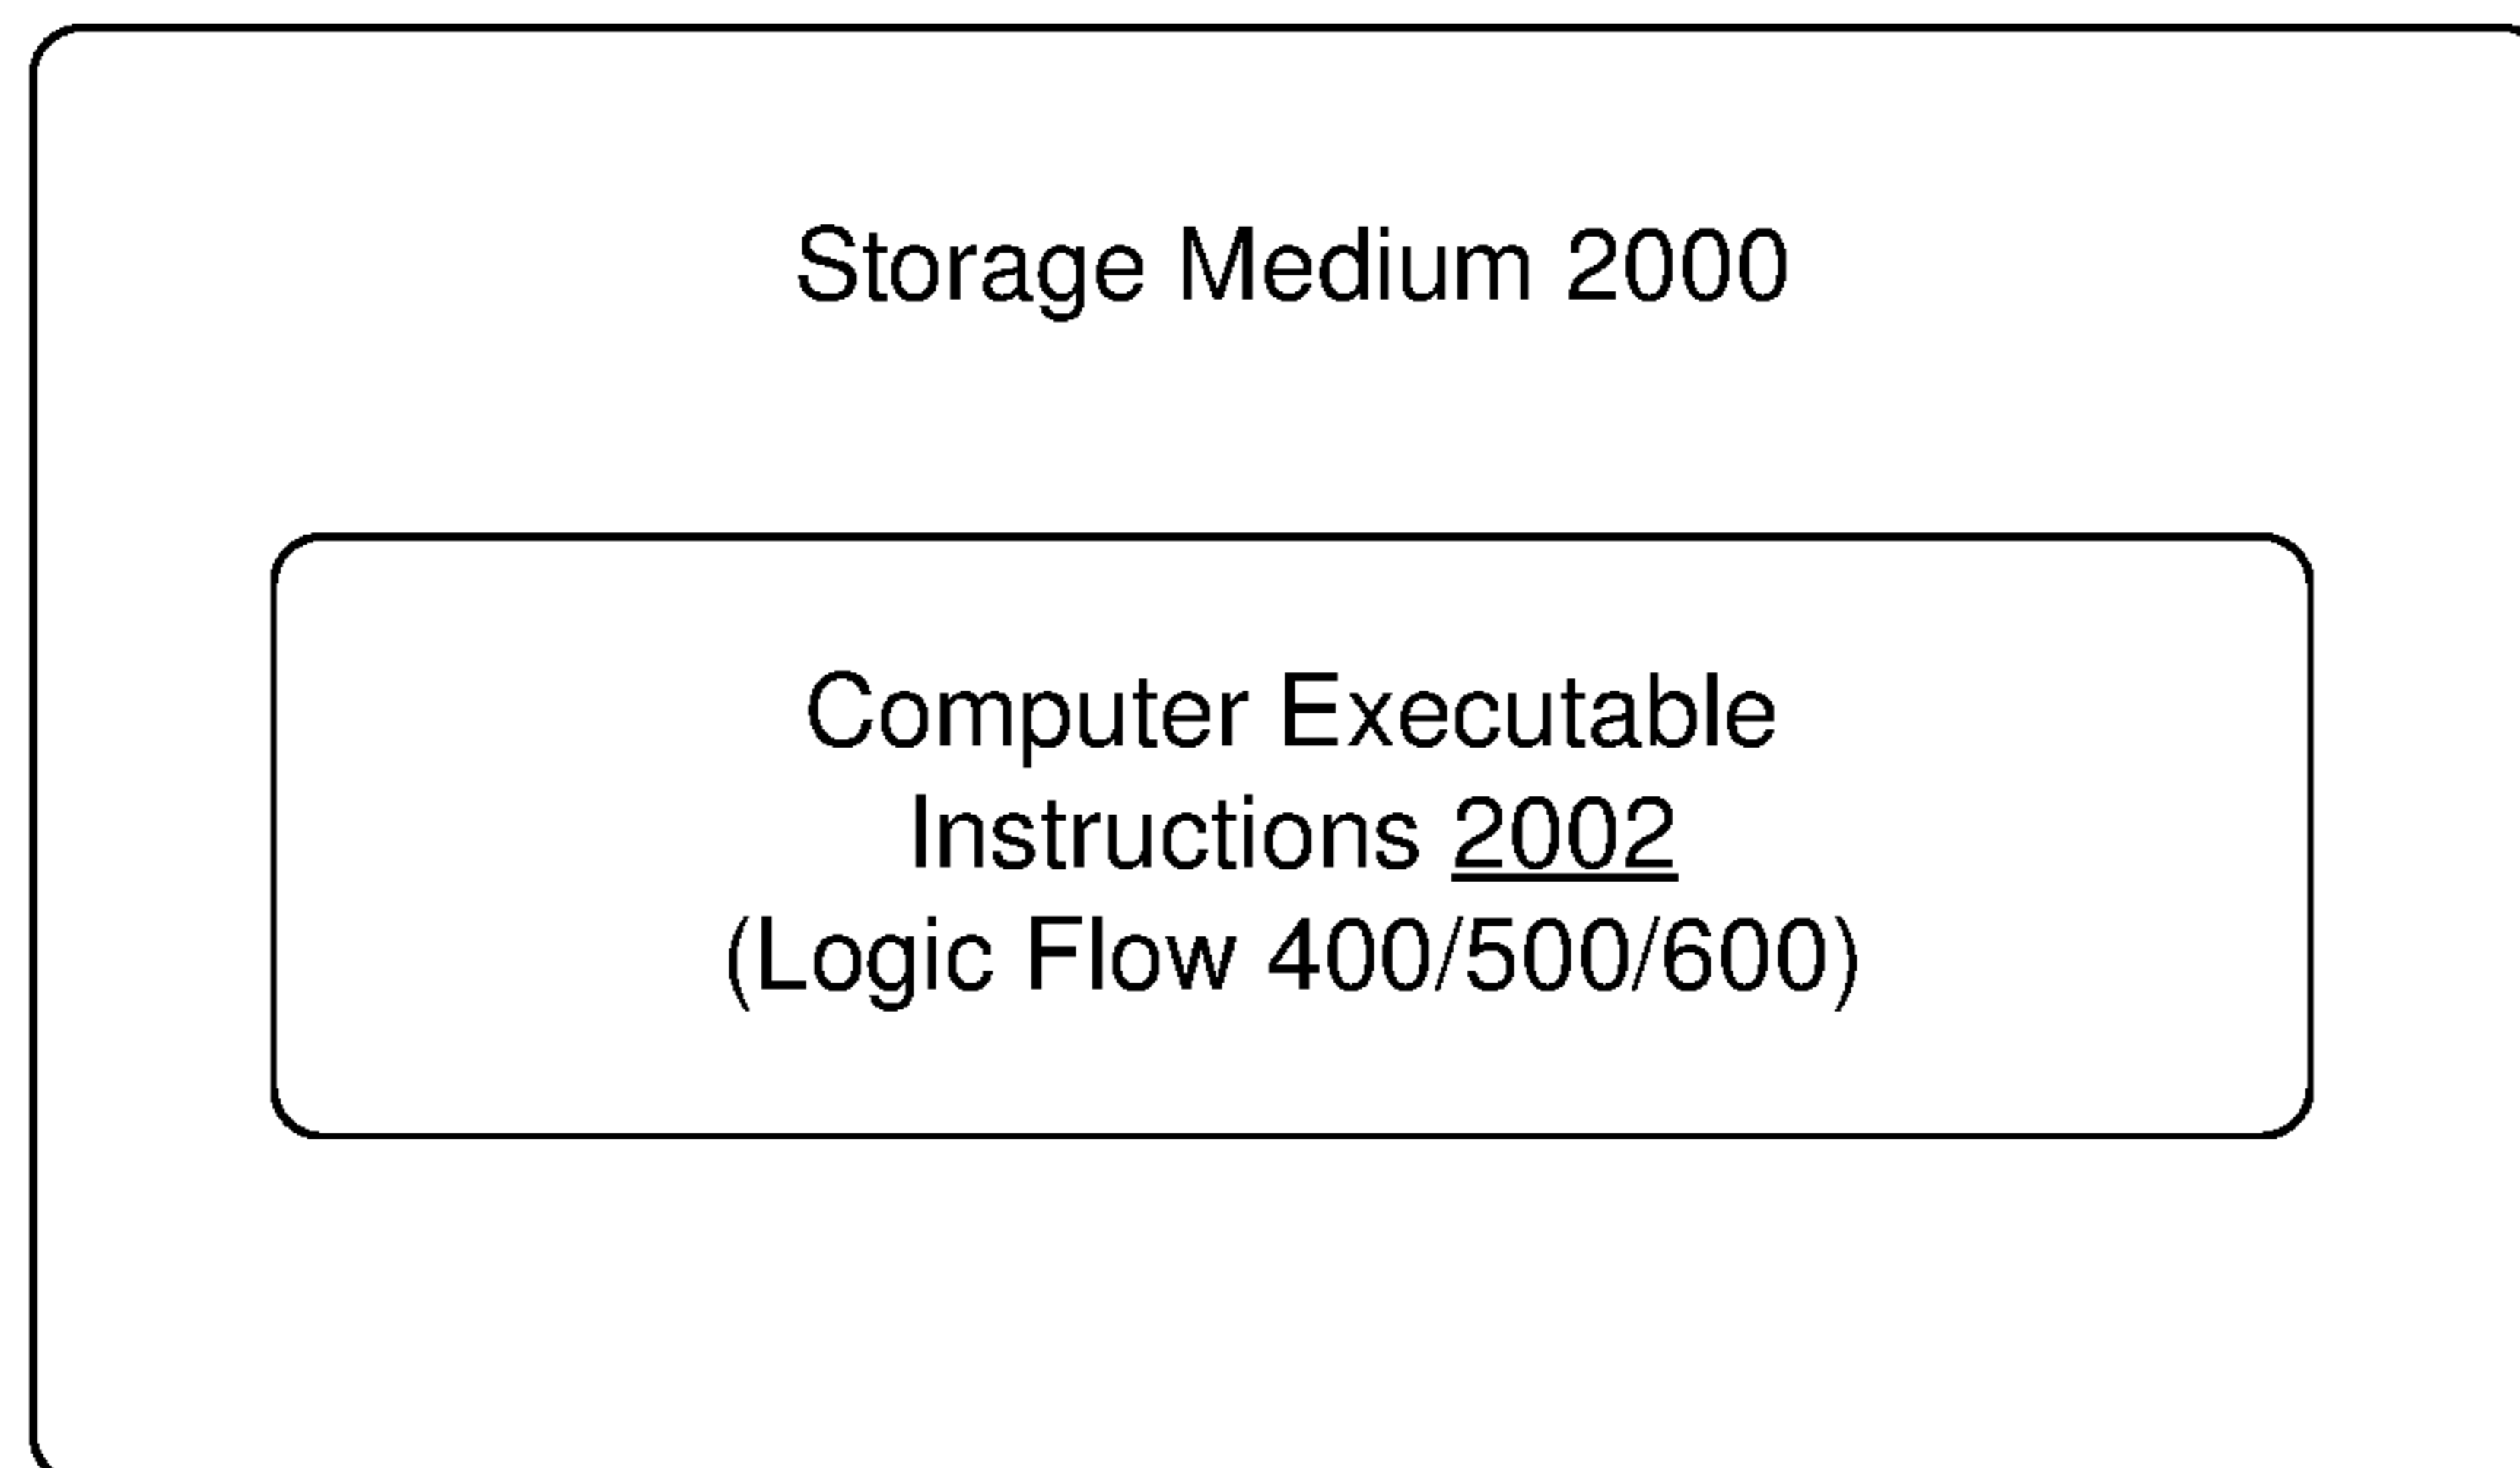 Storage Medium 2000
Computer Executable
Instructions 2002
(Logic Flow 400/500/600)